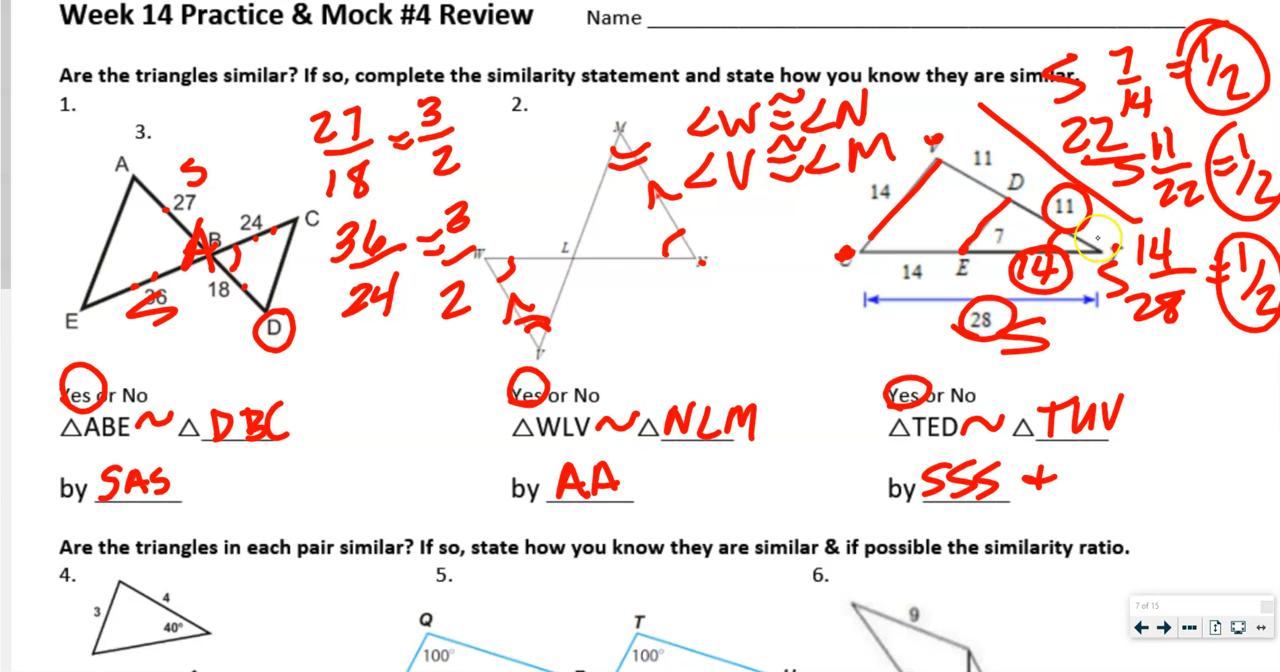 Week 14 Practice & Mock #4 Review Name
Are the triangles similar? If so, complete the similarity statement and state how you know they are similar.
1.
3.
A
S
27
B
A
24
C
36
S
18
E
D
27/18 = 3/2
36/24 = 3/2
2.
M
W
L
N
V
∠W ≅ ∠N
∠V ≅ ∠M
14
11
D
11
7
14
E
14
28
S
S 7/14 = 1/2
22
S 11/22 = 1/2
S 14/28 = 1/2
Yes or No
△ABE ~ △ DBC
by SAS
Yes or No
△WLV ~ △ NLM
by AA
Yes or No
△TED ~ △ TUV
by SSS +
Are the triangles in each pair similar? If so, state how you know they are similar & if possible the similarity ratio.
4.
3
4
40°
5.
Q
100°
T
100°
6.
9
7 of 15